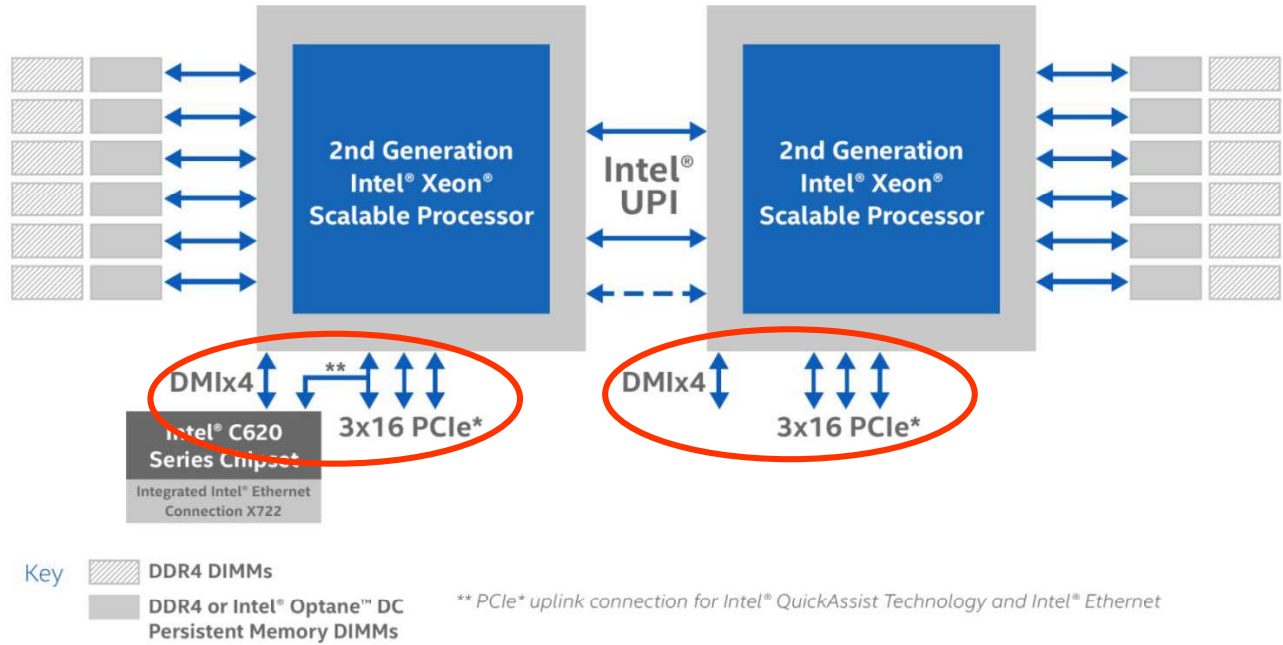 2nd Generation
Intel® Xeon®
Scalable Processor
Intel®
UPI
2nd Generation
Intel® Xeon®
Scalable Processor
DMIx4
**
3x16 PCIe*
DMIx4
3x16 PCIe*
Intel® C620
Series Chipset
Integrated Intel® Ethernet
Connection X722
Key
DDR4 DIMMs
DDR4 or Intel® Optane™ DC
Persistent Memory DIMMs
** PCIe* uplink connection for Intel® QuickAssist Technology and Intel® Ethernet